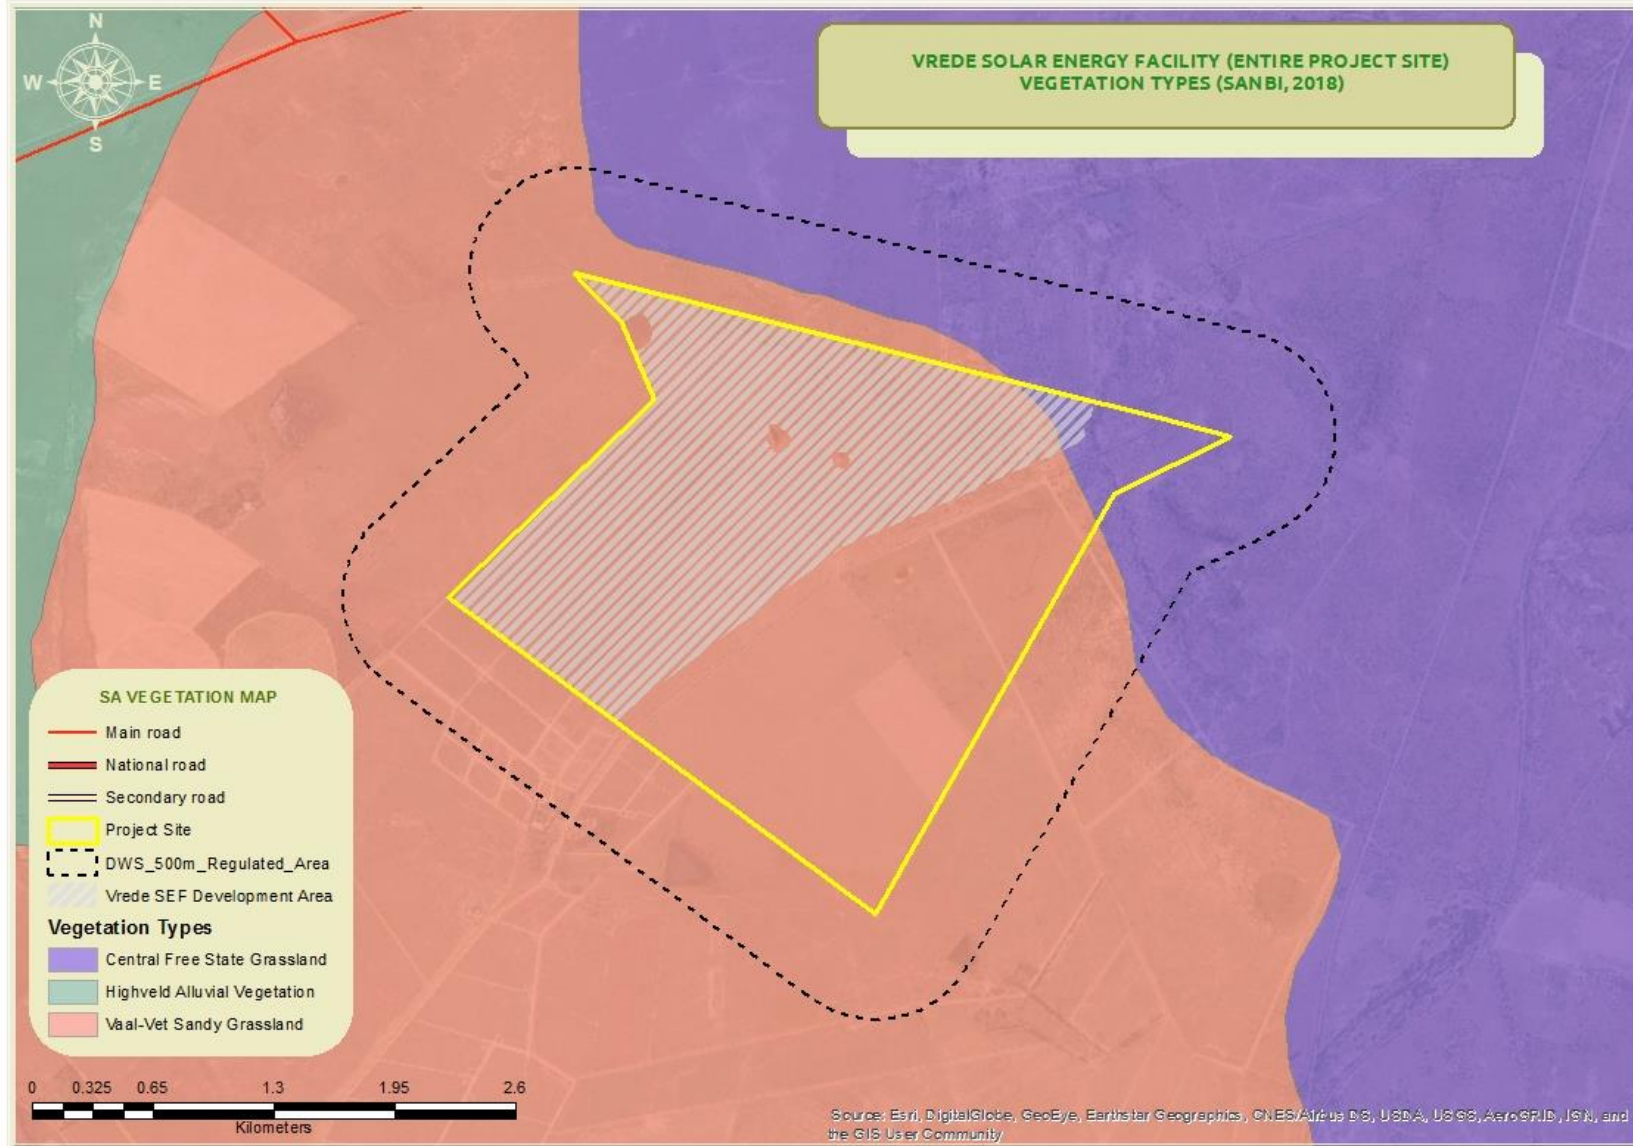 N
W E
S
VREDE SOLAR ENERGY FACILITY (ENTIRE PROJECT SITE)
VEGETATION TYPES (SANBI, 2018)
SA VEGETATION MAP
Main road
National road
Secondary road
Project Site
DWS_500m_Regulated_Area
Vrede SEF Development Area
Vegetation Types
Central Free State Grassland
Highveld Alluvial Vegetation
Vaal-Vet Sandy Grassland
0 0.325 0.65 1.3 1.95 2.6
Kilometers
Source: Esri, DigitalGlobe, GeoEye, Earthstar Geographics, CNES/Airbus DS, USDA, USGS, AeroGRID, IGN, and
the GIS User Community